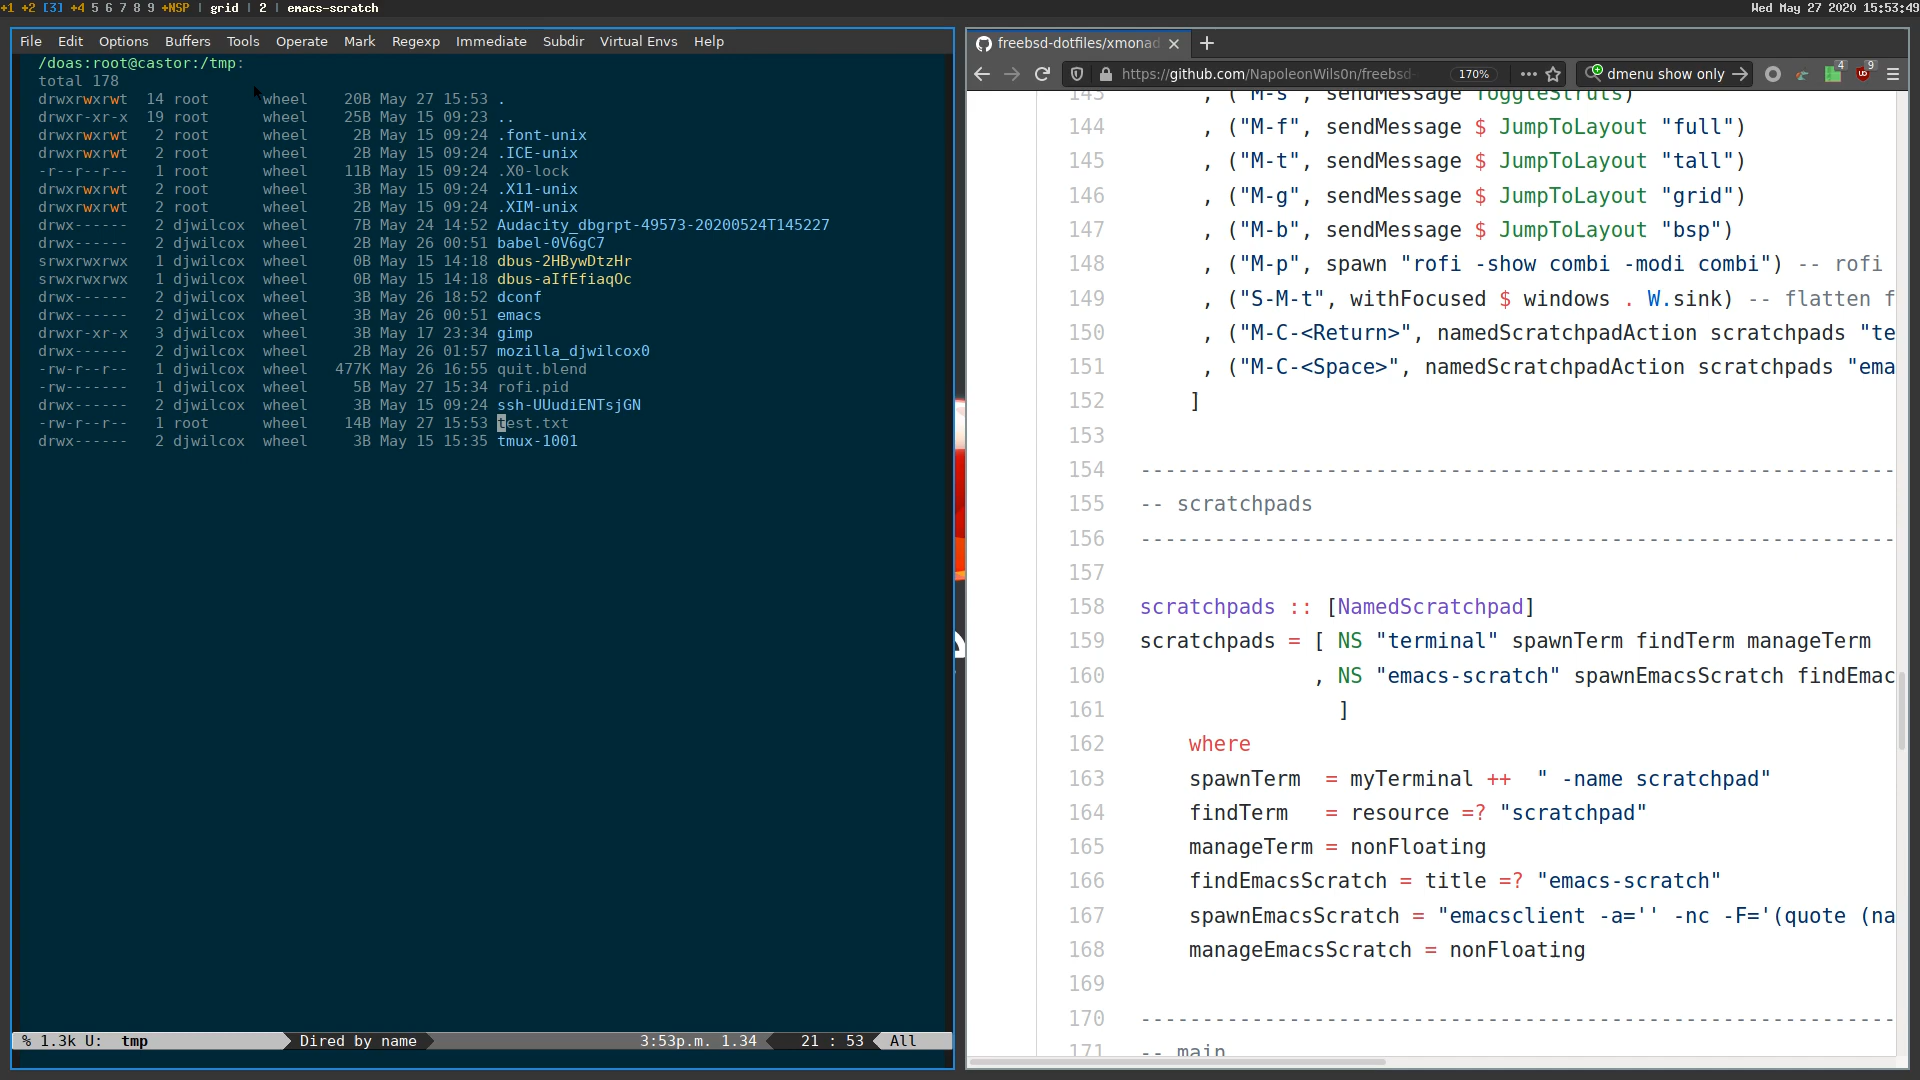 +1 +2 [3] +4 5 6 7 8 9 +NSP | grid | 2 | emacs-scratch
Wed May 27 2020 15:53:49
File Edit Options Buffers Tools Operate Mark Regexp Immediate Subdir Virtual Envs Help
/doas:root@castor:/tmp:
total 178
drwxrwxrwt 14 root wheel 20B May 27 15:53 .
drwxr-xr-x 19 root wheel 25B May 15 09:23 ..
drwxrwxrwt 2 root wheel 2B May 15 09:24 .font-unix
drwxrwxrwt 2 root wheel 2B May 15 09:24 .ICE-unix
-r--r--r-- 1 root wheel 11B May 15 09:24 .X0-lock
drwxrwxrwt 2 root wheel 3B May 15 09:24 .X11-unix
drwxrwxrwt 2 root wheel 2B May 15 09:24 .XIM-unix
drwx------ 2 djwilcox wheel 7B May 24 14:52 Audacity_dbgrpt-49573-20200524T145227
drwx------ 2 djwilcox wheel 2B May 26 00:51 babel-0V6gC7
srwxrwxrwx 1 djwilcox wheel 0B May 15 14:18 dbus-2HBywDtzHr
srwxrwxrwx 1 djwilcox wheel 0B May 15 14:18 dbus-aIfEfiaqOc
drwx------ 2 djwilcox wheel 3B May 26 18:52 dconf
drwx------ 2 djwilcox wheel 3B May 26 00:51 emacs
drwxr-xr-x 3 djwilcox wheel 3B May 17 23:34 gimp
drwx------ 2 djwilcox wheel 2B May 26 01:57 mozilla_djwilcox0
-rw-r--r-- 1 djwilcox wheel 477K May 26 16:55 quit.blend
-rw------- 1 djwilcox wheel 5B May 27 15:34 rofi.pid
drwx------ 2 djwilcox wheel 3B May 15 09:24 ssh-UUudiENTsjGN
-rw-r--r-- 1 root wheel 14B May 27 15:53 test.txt
drwx------ 2 djwilcox wheel 3B May 15 15:35 tmux-1001
% 1.3k U: tmp Dired by name 3:53p.m. 1.34 21 : 53 All
freebsd-dotfiles/xmonad
https://github.com/NapoleonWils0n/freebsd- 170% dmenu show only 4 9
143 , ("M-s", sendMessage ToggleStruts)
144 , ("M-f", sendMessage $ JumpToLayout "full")
145 , ("M-t", sendMessage $ JumpToLayout "tall")
146 , ("M-g", sendMessage $ JumpToLayout "grid")
147 , ("M-b", sendMessage $ JumpToLayout "bsp")
148 , ("M-p", spawn "rofi -show combi -modi combi") -- rofi
149 , ("S-M-t", withFocused $ windows . W.sink) -- flatten f
150 , ("M-C-<Return>", namedScratchpadAction scratchpads "te
151 , ("M-C-<Space>", namedScratchpadAction scratchpads "ema
152 ]
153
154 -------------------------------------------------------------
155 -- scratchpads
156 -------------------------------------------------------------
157
158 scratchpads :: [NamedScratchpad]
159 scratchpads = [ NS "terminal" spawnTerm findTerm manageTerm
160 , NS "emacs-scratch" spawnEmacsScratch findEmac
161 ]
162 where
163 spawnTerm = myTerminal ++ " -name scratchpad"
164 findTerm = resource =? "scratchpad"
165 manageTerm = nonFloating
166 findEmacsScratch = title =? "emacs-scratch"
167 spawnEmacsScratch = "emacsclient -a='' -nc -F='(quote (na
168 manageEmacsScratch = nonFloating
169
170 -------------------------------------------------------------
171 -- main